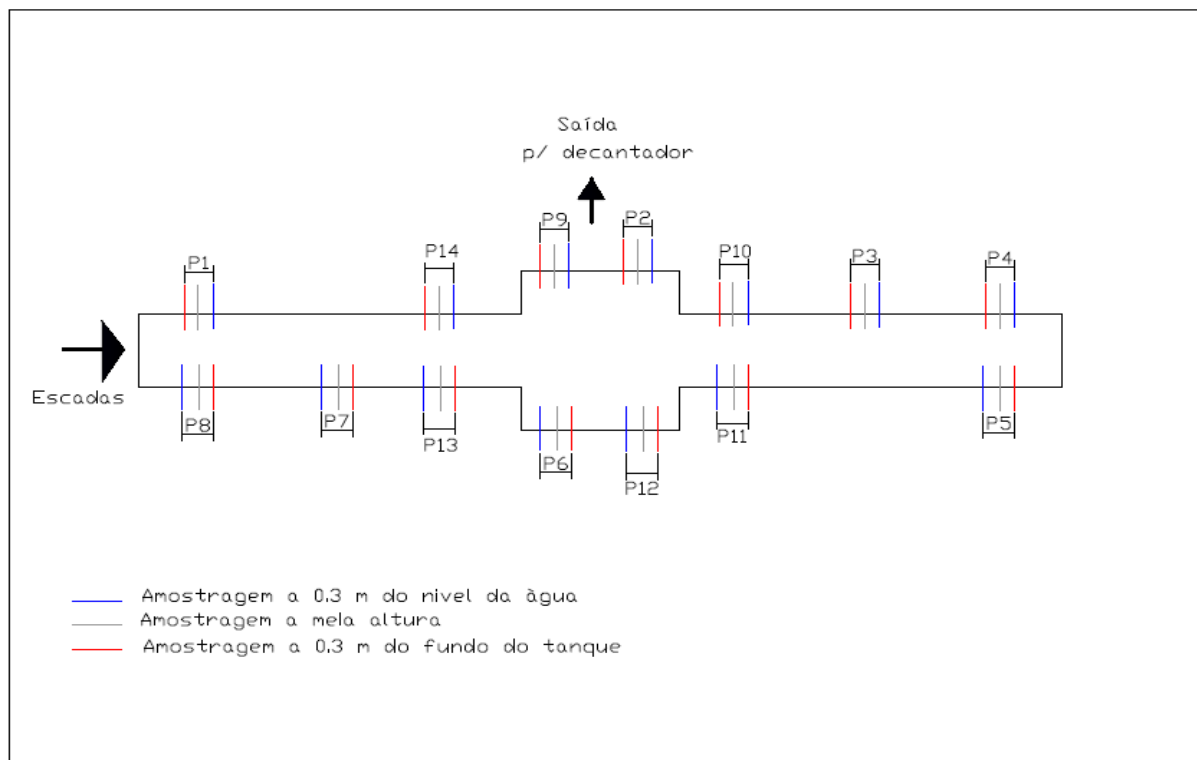 Saída
p/ decantador
P9
P2
P14
P10
P3
P4
P1
Escadas
P8
P7
P13
P6
P12
P11
P5
Amostragem a 0.3 m do nivel da àgua
Amostragem a mela altura
Amostragem a 0.3 m do fundo do tanque